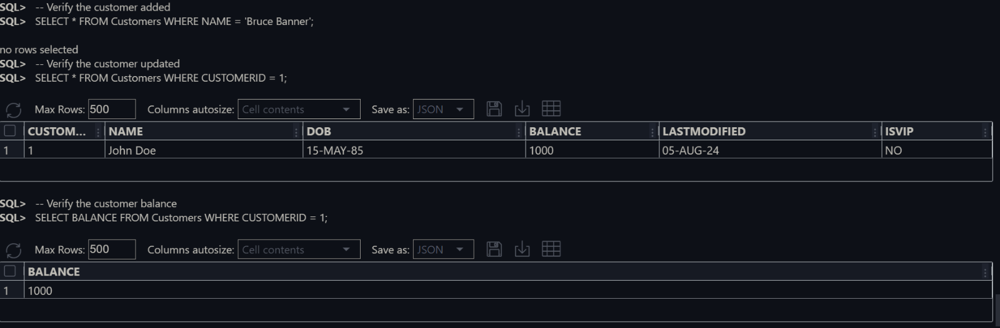 SQL> -- Verify the customer added
SQL> SELECT * FROM Customers WHERE NAME = 'Bruce Banner';
no rows selected
SQL> -- Verify the customer updated
SQL> SELECT * FROM Customers WHERE CUSTOMERID = 1;
Max Rows: 500 Columns autosize: Cell contents Save as: JSON
CUSTOM... NAME DOB BALANCE LASTMODIFIED ISVIP
1 1 John Doe 15-MAY-85 1000 05-AUG-24 NO
SQL> -- Verify the customer balance
SQL> SELECT BALANCE FROM Customers WHERE CUSTOMERID = 1;
Max Rows: 500 Columns autosize: Cell contents Save as: JSON
BALANCE
1 1000